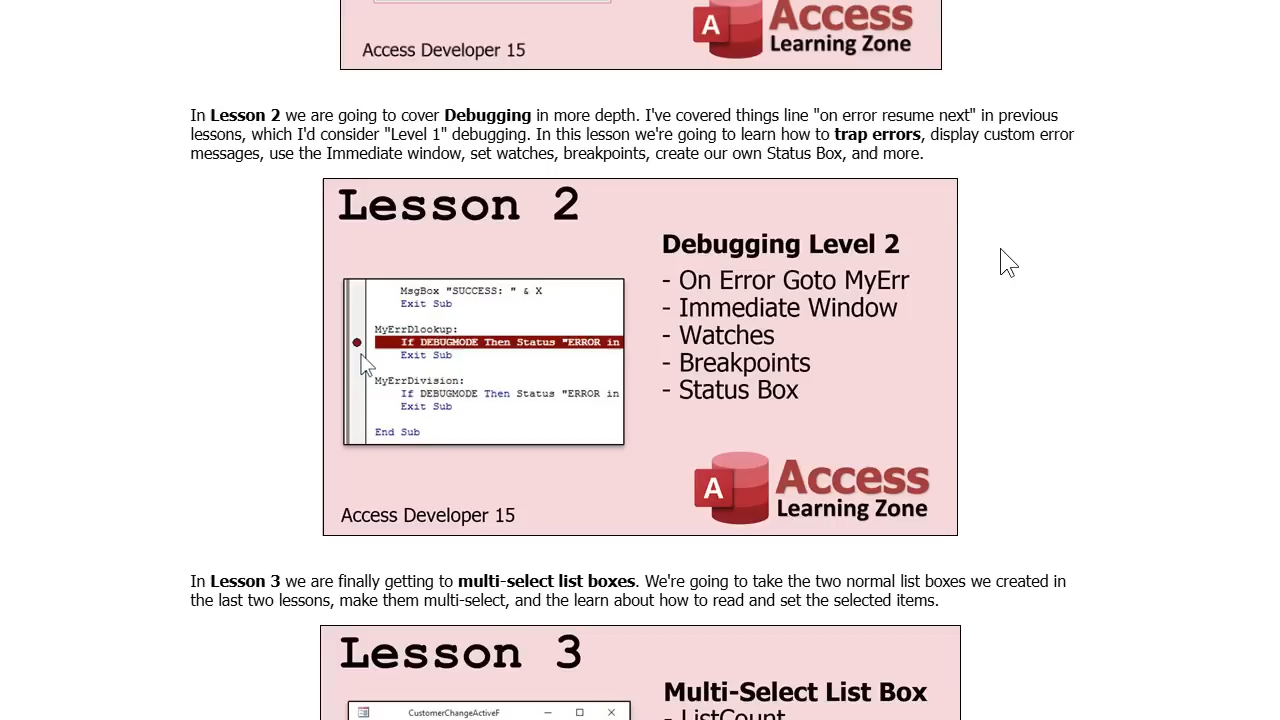 Access
Learning Zone
Access Developer 15
In Lesson 2 we are going to cover Debugging in more depth. I've covered things line "on error resume next" in previous
lessons, which I'd consider "Level 1" debugging. In this lesson we're going to learn how to trap errors, display custom error
messages, use the Immediate window, set watches, breakpoints, create our own Status Box, and more.
Lesson 2
Debugging Level 2
- On Error Goto MyErr
- Immediate Window
- Watches
- Breakpoints
- Status Box
MsgBox "SUCCESS: " & X
Exit Sub
MyErrDlookup:
If DEBUGMODE Then Status "ERROR in
Exit Sub
MyErrDivision:
If DEBUGMODE Then Status "ERROR in
Exit Sub
End Sub
A
Access
Learning Zone
Access Developer 15
In Lesson 3 we are finally getting to multi-select list boxes. We're going to take the two normal list boxes we created in
the last two lessons, make them multi-select, and the learn about how to read and set the selected items.
Lesson 3
Multi-Select List Box
- ListCount
CustomerChangeActiveF